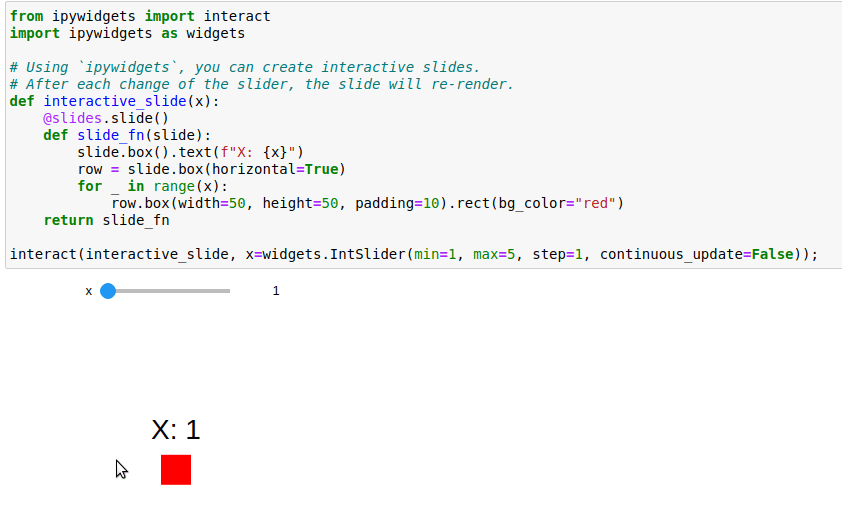 from ipywidgets import interact
import ipywidgets as widgets

# Using `ipywidgets`, you can create interactive slides.
# After each change of the slider, the slide will re-render.
def interactive_slide(x):
    @slides.slide()
    def slide_fn(slide):
        slide.box().text(f"X: {x}")
        row = slide.box(horizontal=True)
        for _ in range(x):
            row.box(width=50, height=50, padding=10).rect(bg_color="red")
    return slide_fn

interact(interactive_slide, x=widgets.IntSlider(min=1, max=5, step=1, continuous_update=False));
x 1
X: 1